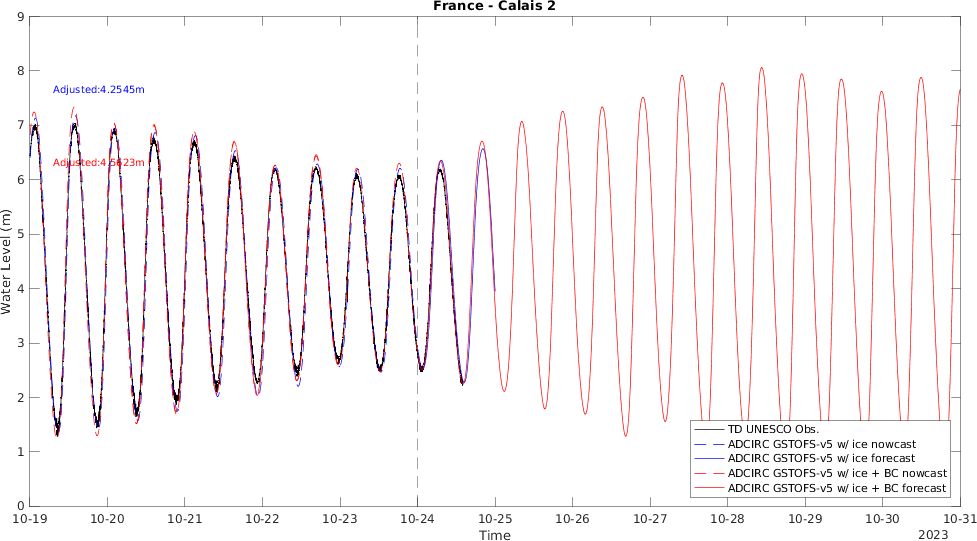 France - Calais 2
9
8
7
6
5
4
3
2
1
0
Water Level (m)
Adjusted:4.2545m
Adjusted:4.5623m
TD UNESCO Obs.
ADCIRC GSTOFS-v5 w/ ice nowcast
ADCIRC GSTOFS-v5 w/ ice forecast
ADCIRC GSTOFS-v5 w/ ice + BC nowcast
ADCIRC GSTOFS-v5 w/ ice + BC forecast
10-19 10-20 10-21 10-22 10-23 10-24 10-25 10-26 10-27 10-28 10-29 10-30 10-31
Time
2023